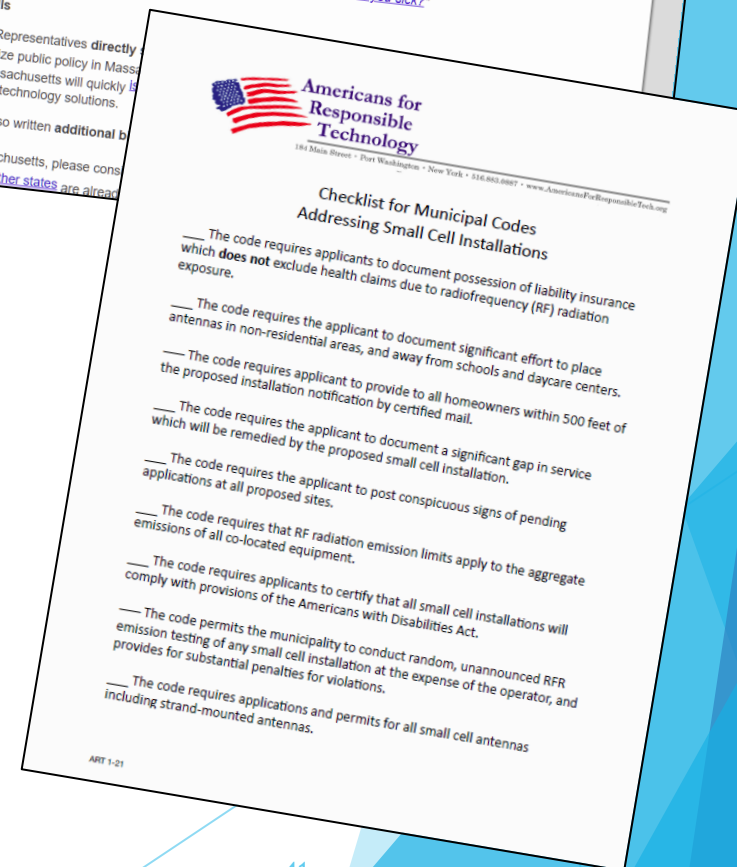 ls
you sick?
Representatives directly
ze public policy in Massa
sachusetts will quickly is
technology solutions.
so written additional b
chusetts, please cons
her states are alread
Americans for
Responsible
Technology
184 Main Street • Port Washington • New York • 516.883.0887 • www.AmericansForResponsibleTech.org
Checklist for Municipal Codes
Addressing Small Cell Installations
___ The code requires applicants to document possession of liability insurance
which does not exclude health claims due to radiofrequency (RF) radiation
exposure.
___ The code requires the applicant to document significant effort to place
antennas in non-residential areas, and away from schools and daycare centers.
___ The code requires applicant to provide to all homeowners within 500 feet of
the proposed installation notification by certified mail.
___ The code requires the applicant to document a significant gap in service
which will be remedied by the proposed small cell installation.
___ The code requires the applicant to post conspicuous signs of pending
applications at all proposed sites.
___ The code requires that RF radiation emission limits apply to the aggregate
emissions of all co-located equipment.
___ The code requires applicants to certify that all small cell installations will
comply with provisions of the Americans with Disabilities Act.
___ The code permits the municipality to conduct random, unannounced RFR
emission testing of any small cell installation at the expense of the operator, and
provides for substantial penalties for violations.
___ The code requires applications and permits for all small cell antennas
including strand-mounted antennas.
ART 1-21